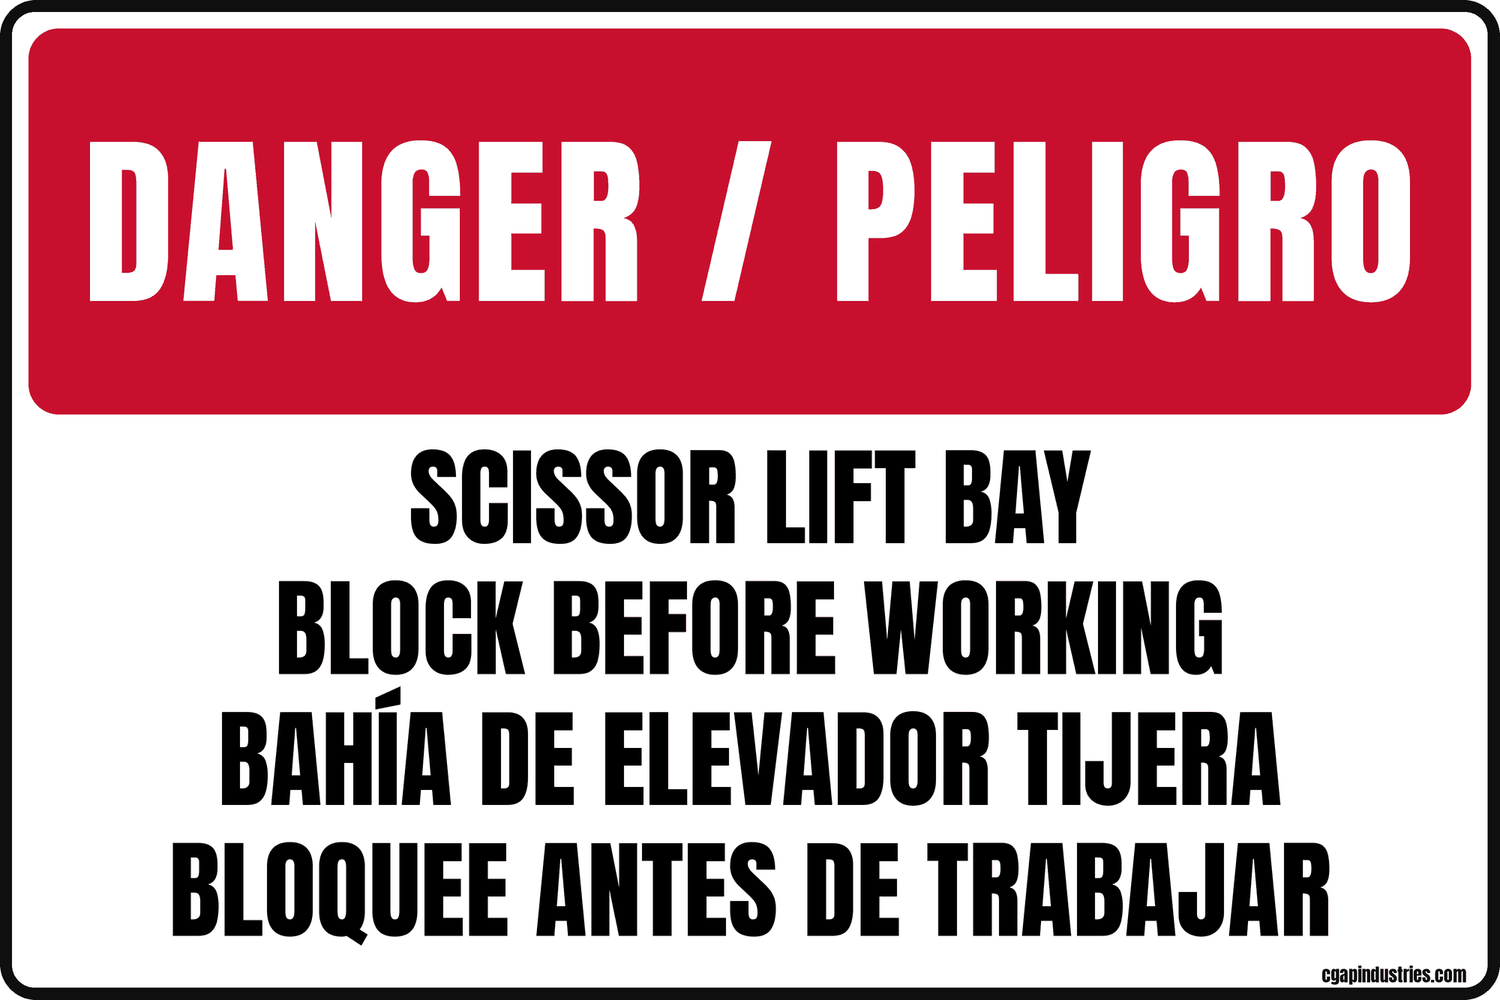 DANGER / PELIGRO
SCISSOR LIFT BAY
BLOCK BEFORE WORKING
BAHÍA DE ELEVADOR TIJERA
BLOQUEE ANTES DE TRABAJAR
cgapindustries.com